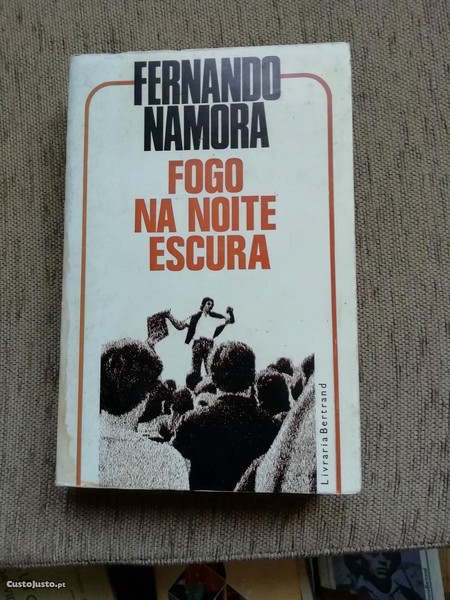 FERNANDO
NAMORA
FOGO
NA NOITE
ESCURA
Livraria Bertrand
CustoJusto.pt